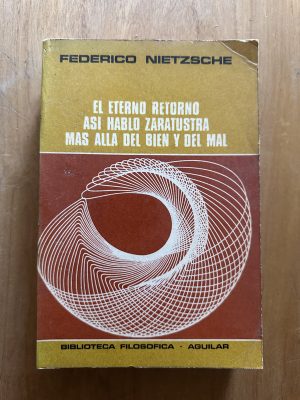 FEDERICO NIETZSCHE
EL ETERNO RETORNO
ASI HABLO ZARATUSTRA
MAS ALLA DEL BIEN Y DEL MAL
BIBLIOTECA FILOSOFICA - AGUILAR